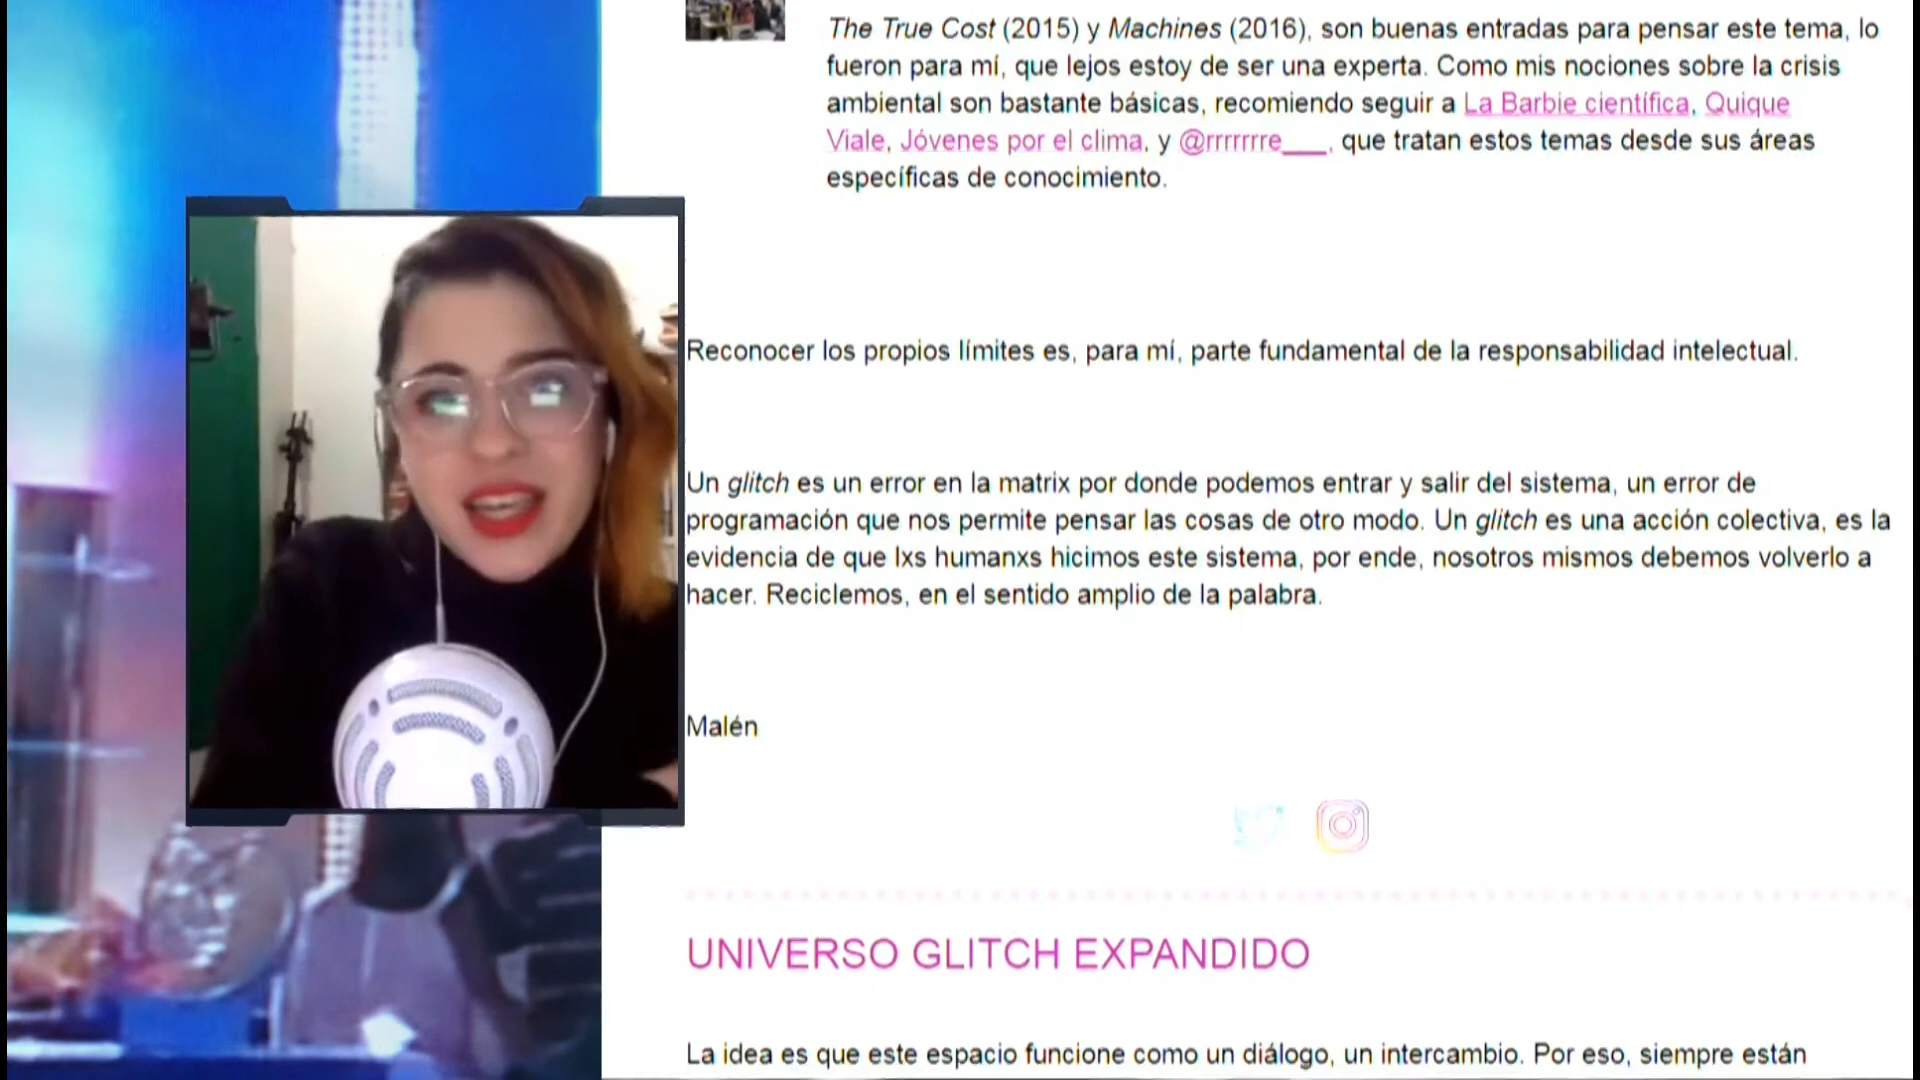 The True Cost (2015) y Machines (2016), son buenas entradas para pensar este tema, lo
fueron para mí, que lejos estoy de ser una experta. Como mis nociones sobre la crisis
ambiental son bastante básicas, recomiendo seguir a La Barbie científica, Quique
Viale, Jóvenes por el clima, y @rrrrrrre___, que tratan estos temas desde sus áreas
específicas de conocimiento.
Reconocer los propios límites es, para mí, parte fundamental de la responsabilidad intelectual.
Un glitch es un error en la matrix por donde podemos entrar y salir del sistema, un error de
programación que nos permite pensar las cosas de otro modo. Un glitch es una acción colectiva, es la
evidencia de que lxs humanxs hicimos este sistema, por ende, nosotros mismos debemos volverlo a
hacer. Reciclemos, en el sentido amplio de la palabra.
Malén
UNIVERSO GLITCH EXPANDIDO
La idea es que este espacio funcione como un diálogo, un intercambio. Por eso, siempre están